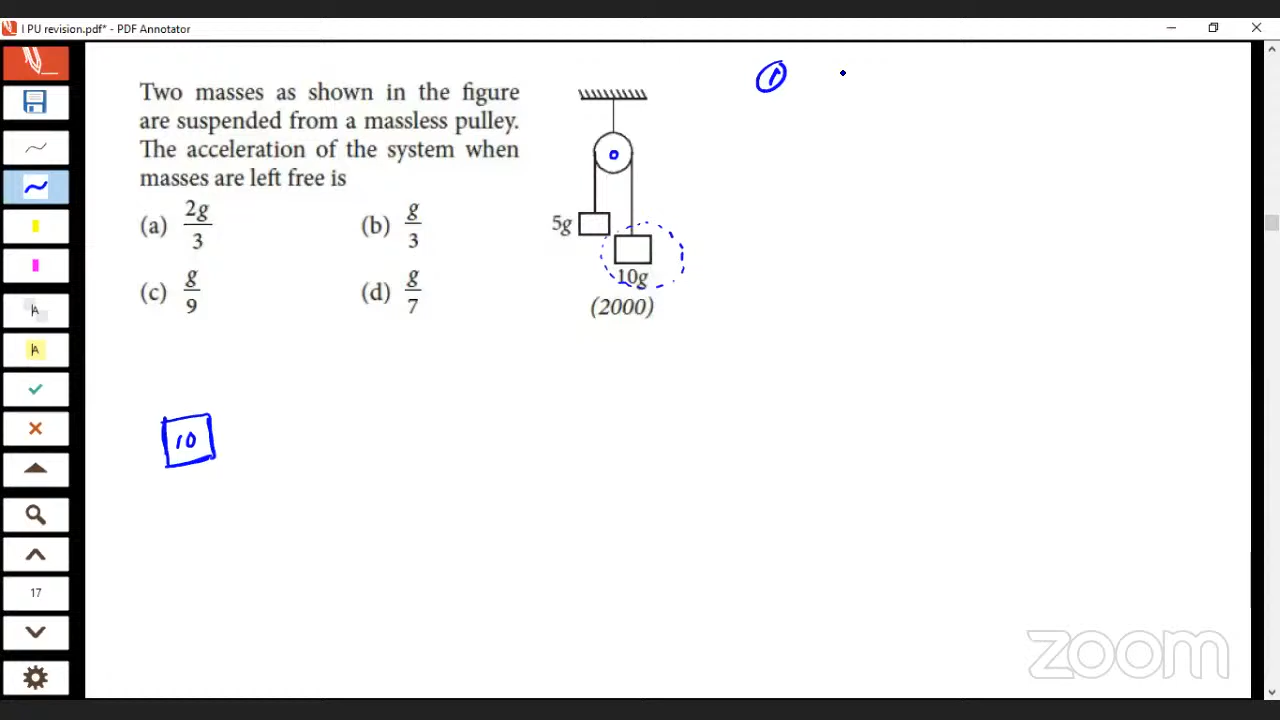 I PU revision.pdf* - PDF Annotator
Two masses as shown in the figure
are suspended from a massless pulley.
The acceleration of the system when
masses are left free is
(a) 2g/3 (b) g/3
(c) g/9 (d) g/7
5g
10g
(2000)
1
10
A
A
17
zoom